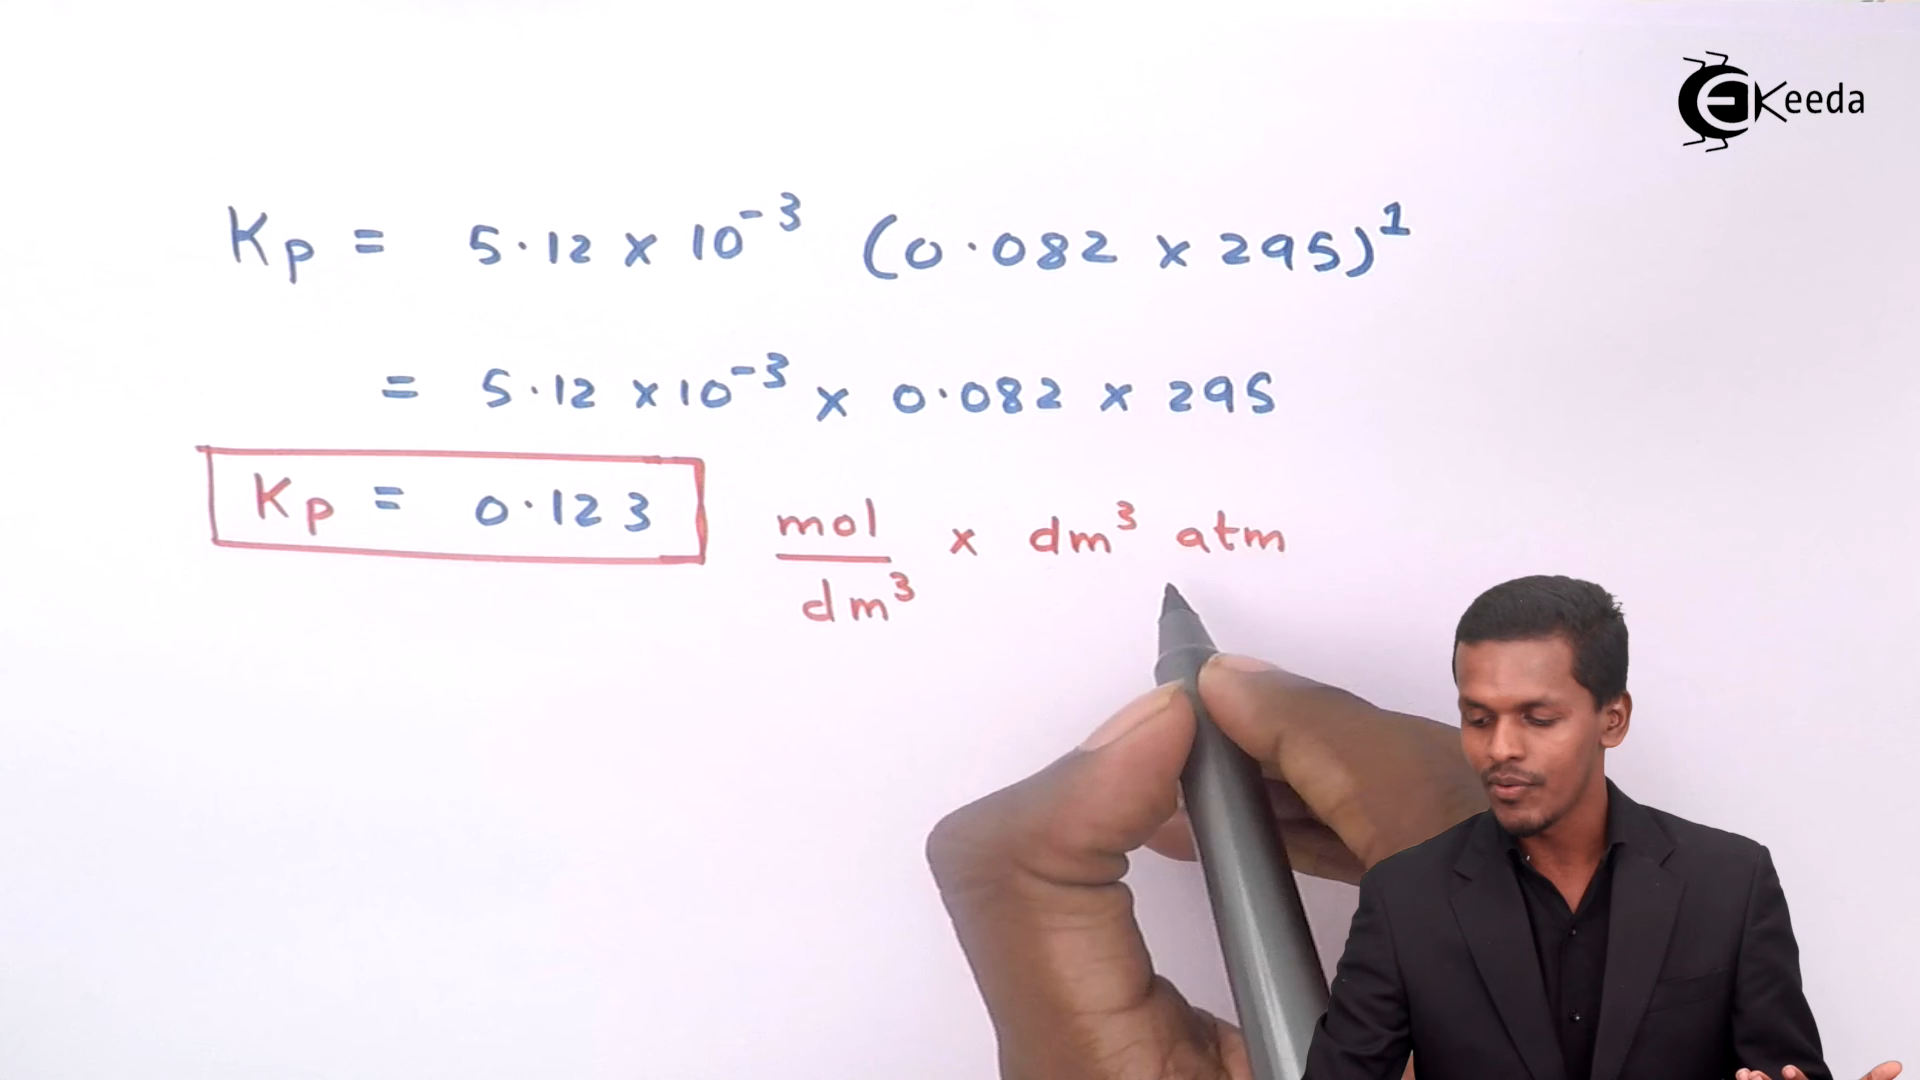 Keeda
Kp = 5.12 x 10⁻³ (0.082 x 295)¹
= 5.12 x 10⁻³ x 0.082 x 295
Kp = 0.123 mol/dm³ x dm³ atm